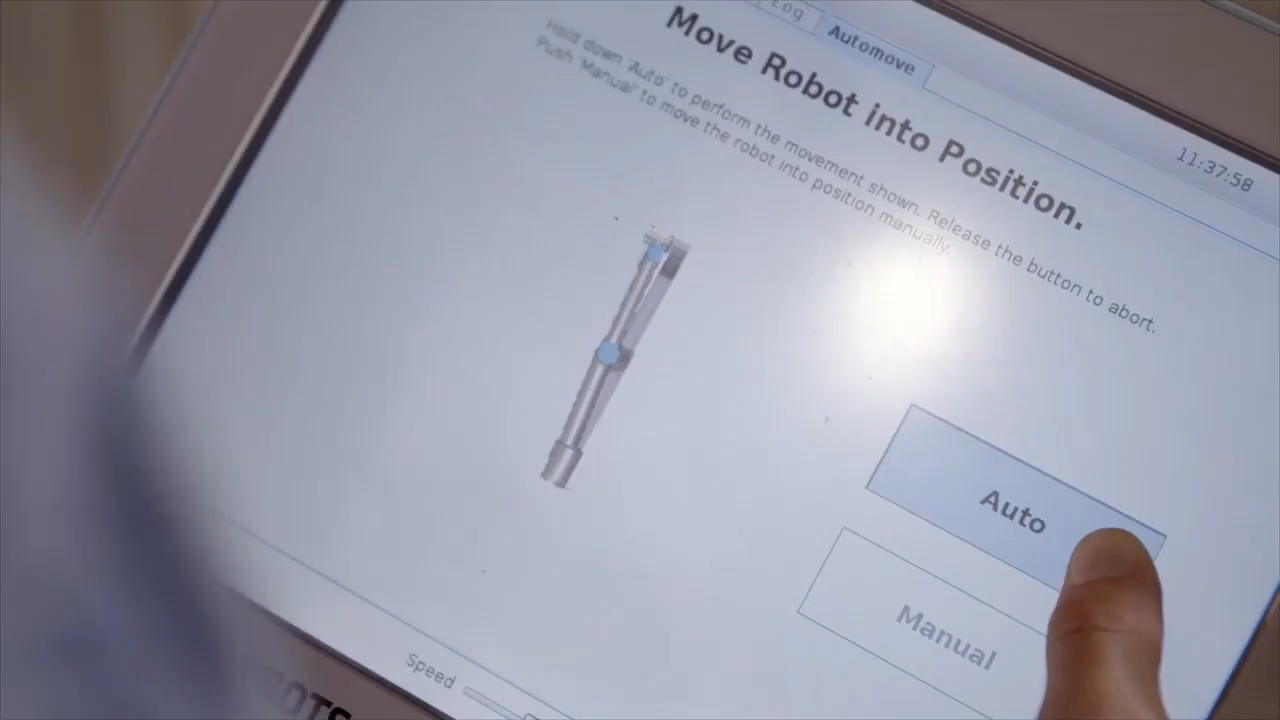 Log
Automove
11:37:58
Move Robot into Position.
Hold down 'Auto' to perform the movement shown. Release the button to abort.
Push 'Manual' to move the robot into position manually.
Auto
Manual
Speed
OTS